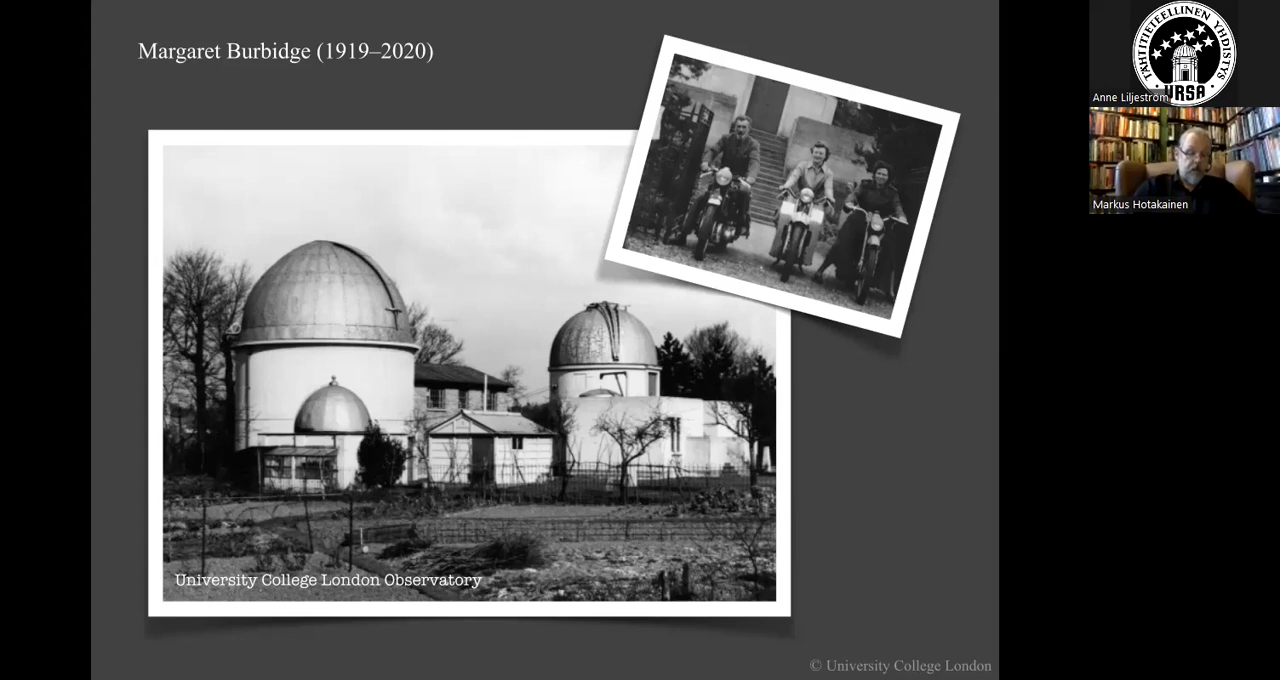 Margaret Burbidge (1919–2020)
University College London Observatory
© University College London
TÄHTITIETEELLINEN YHDISTYS
URSA
Anne Liljeström
Markus Hotakainen